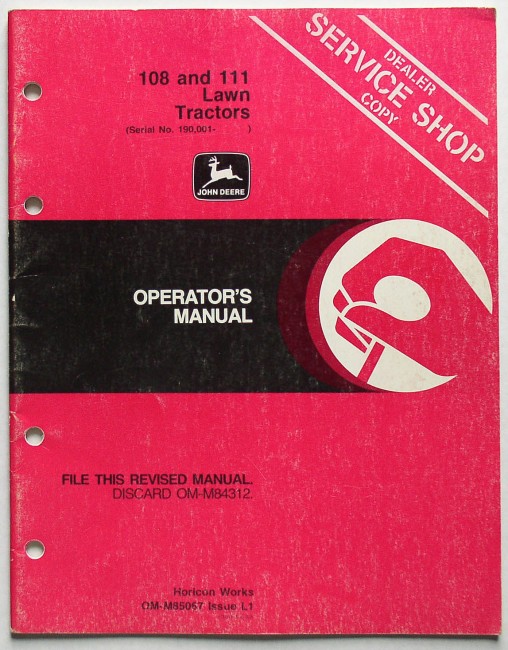 DEALER
SERVICE SHOP
COPY
108 and 111
Lawn
Tractors
(Serial No. 190,001- )
JOHN DEERE
OPERATOR'S
MANUAL
FILE THIS REVISED MANUAL.
DISCARD OM-M84312.
Horicon Works
OM-M85067 Issue L1